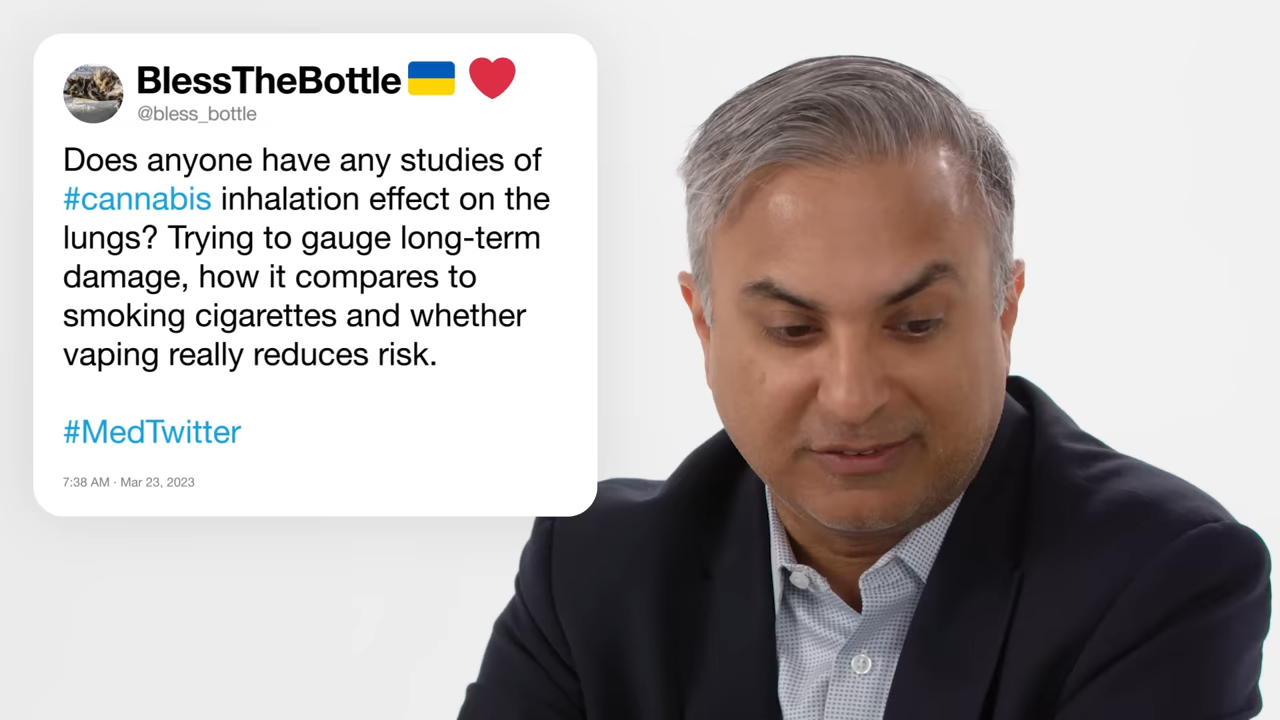 BlessTheBottle🇺🇦 ❤️
@bless_bottle
Does anyone have any studies of
#cannabis inhalation effect on the
lungs? Trying to gauge long-term
damage, how it compares to
smoking cigarettes and whether
vaping really reduces risk.
#MedTwitter
7:38 AM · Mar 23, 2023